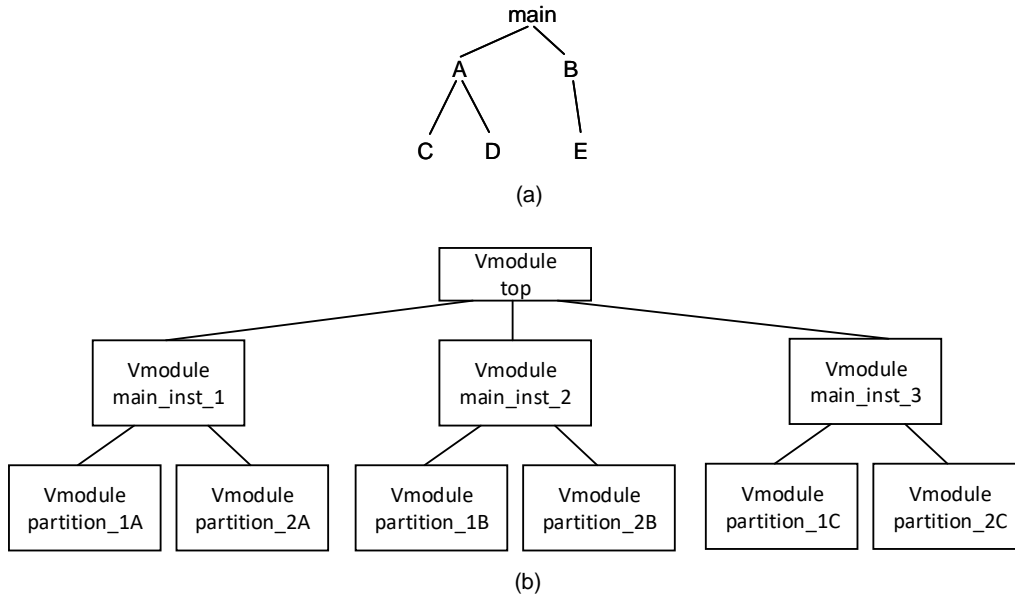 main
A B
C D E
(a)
Vmodule
top
Vmodule
main_inst_1
Vmodule
main_inst_2
Vmodule
main_inst_3
Vmodule
partition_1A
Vmodule
partition_2A
Vmodule
partition_1B
Vmodule
partition_2B
Vmodule
partition_1C
Vmodule
partition_2C
(b)